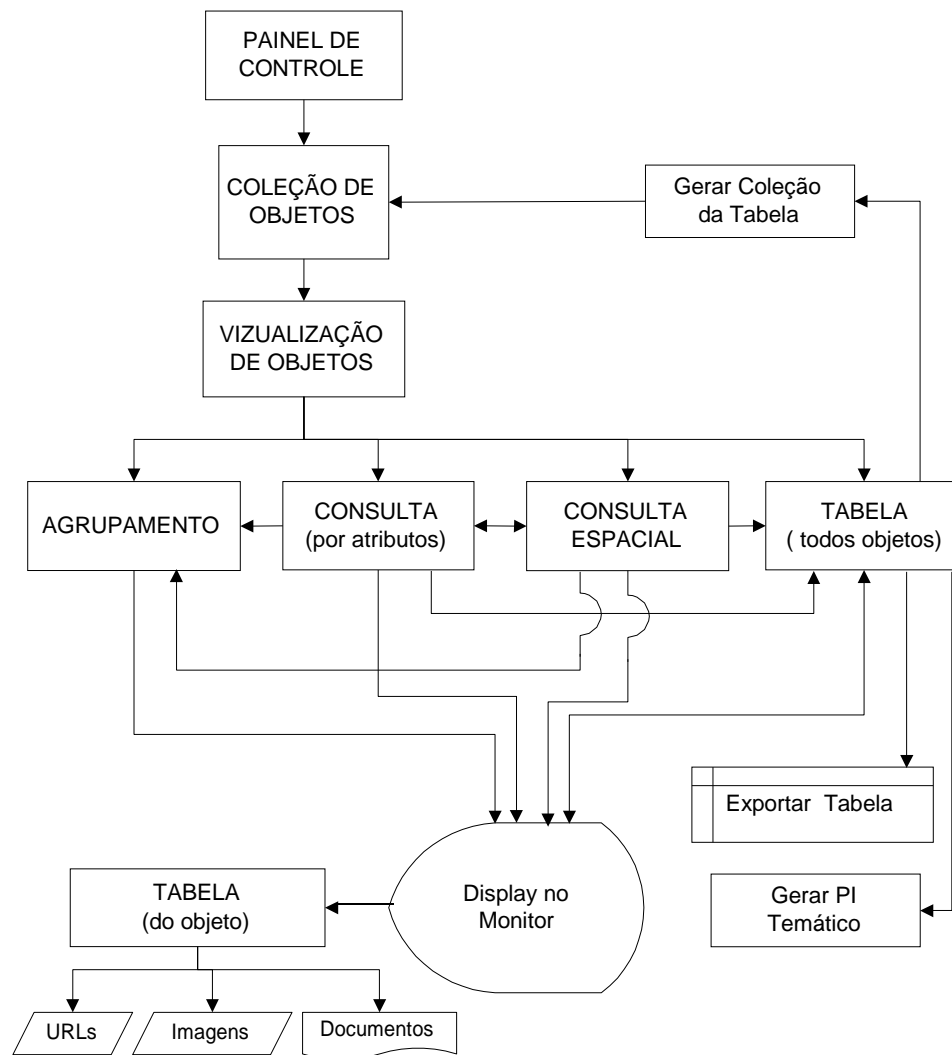 PAINEL DE
CONTROLE
COLEÇÃO DE
OBJETOS
Gerar Coleção
da Tabela
VIZUALIZAÇÃO
DE OBJETOS
AGRUPAMENTO
CONSULTA
(por atributos)
CONSULTA
ESPACIAL
TABELA
( todos objetos)
Exportar Tabela
Display no
Monitor
TABELA
(do objeto)
Gerar PI
Temático
URLs
Imagens
Documentos